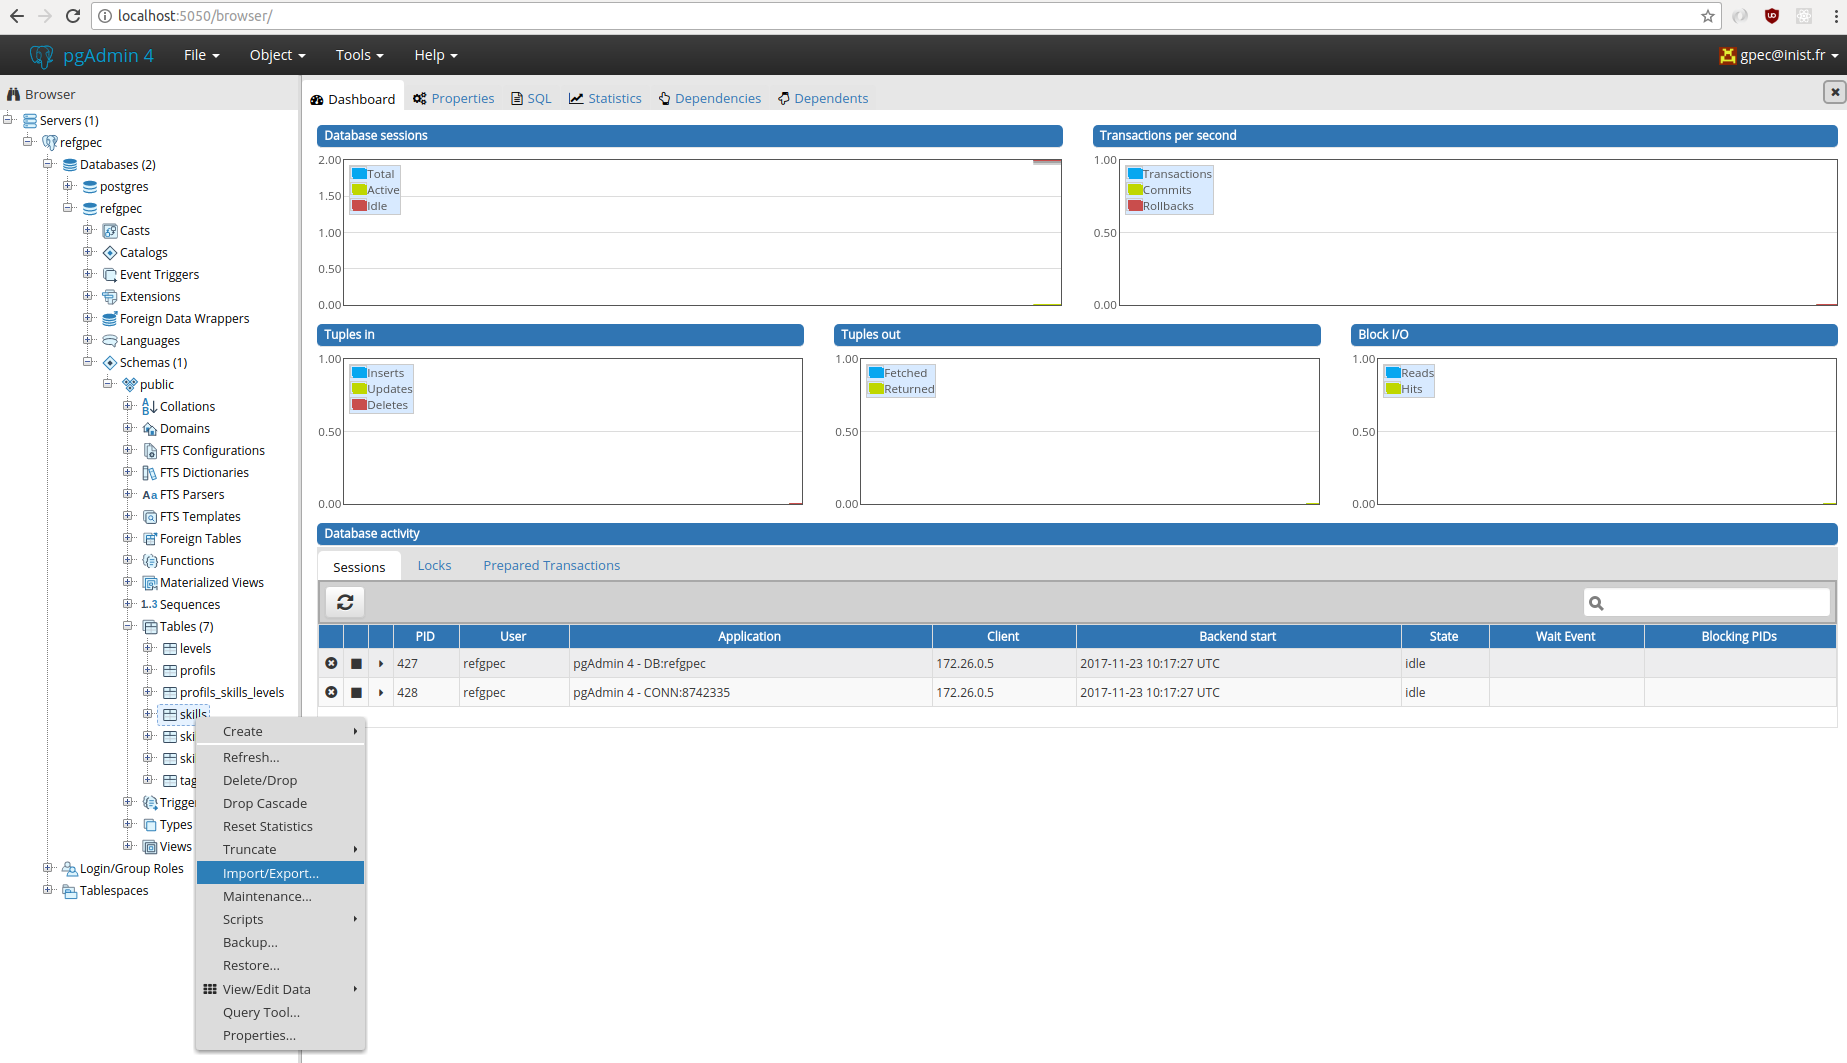 localhost:5050/browser/
pgAdmin 4 File Object Tools Help gpec@inist.fr
Browser
Servers (1)
refgpec
Databases (2)
postgres
refgpec
Casts
Catalogs
Event Triggers
Extensions
Foreign Data Wrappers
Languages
Schemas (1)
public
Collations
Domains
FTS Configurations
FTS Dictionaries
FTS Parsers
FTS Templates
Foreign Tables
Functions
Materialized Views
1..3 Sequences
Tables (7)
levels
profils
profils_skills_levels
skills
ski
ski
tag
Trigge
Types
Views
Login/Group Roles
Tablespaces
Create
Refresh...
Delete/Drop
Drop Cascade
Reset Statistics
Truncate
Import/Export...
Maintenance...
Scripts
Backup...
Restore...
View/Edit Data
Query Tool...
Properties...
Dashboard Properties SQL Statistics Dependencies Dependents
Database sessions
2.00
1.50
1.00
0.50
0.00
Total
Active
Idle
Transactions per second
1.00
0.50
0.00
Transactions
Commits
Rollbacks
Tuples in
1.00
0.50
0.00
Inserts
Updates
Deletes
Tuples out
1.00
0.50
0.00
Fetched
Returned
Block I/O
1.00
0.50
0.00
Reads
Hits
Database activity
Sessions Locks Prepared Transactions
PID User Application Client Backend start State Wait Event Blocking PIDs
427 refgpec pgAdmin 4 - DB:refgpec 172.26.0.5 2017-11-23 10:17:27 UTC idle
428 refgpec pgAdmin 4 - CONN:8742335 172.26.0.5 2017-11-23 10:17:27 UTC idle